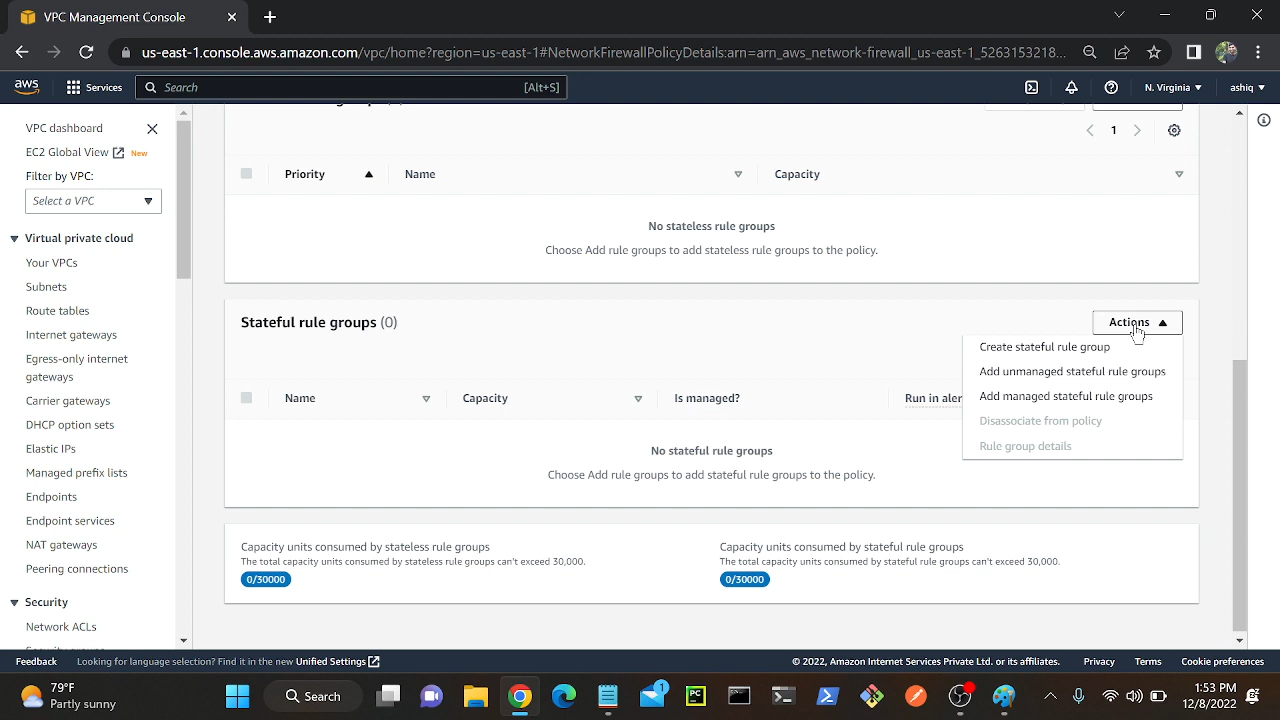 VPC Management Console
us-east-1.console.aws.amazon.com/vpc/home?region=us-east-1#NetworkFirewallPolicyDetails:arn=arn_aws_network-firewall_us-east-1_5263153218...
aws
Services
Search
[Alt+S]
N. Virginia
ashiq
VPC dashboard
EC2 Global View
New
Filter by VPC:
Select a VPC
Virtual private cloud
Your VPCs
Subnets
Route tables
Internet gateways
Egress-only internet
gateways
Carrier gateways
DHCP option sets
Elastic IPs
Managed prefix lists
Endpoints
Endpoint services
NAT gateways
Peering connections
Security
Network ACLs
1
Priority
Name
Capacity
No stateless rule groups
Choose Add rule groups to add stateless rule groups to the policy.
Stateful rule groups (0)
Actions
Create stateful rule group
Add unmanaged stateful rule groups
Add managed stateful rule groups
Disassociate from policy
Rule group details
Name
Capacity
Is managed?
Run in aler
No stateful rule groups
Choose Add rule groups to add stateful rule groups to the policy.
Capacity units consumed by stateless rule groups
The total capacity units consumed by stateless rule groups can't exceed 30,000.
0/30000
Capacity units consumed by stateful rule groups
The total capacity units consumed by stateful rule groups can't exceed 30,000.
0/30000
Feedback
Looking for language selection? Find it in the new Unified Settings
© 2022, Amazon Internet Services Private Ltd. or its affiliates.
Privacy
Terms
Cookie preferences
79°F
Partly sunny
Search
1
PC
1:53 PM
12/8/2022